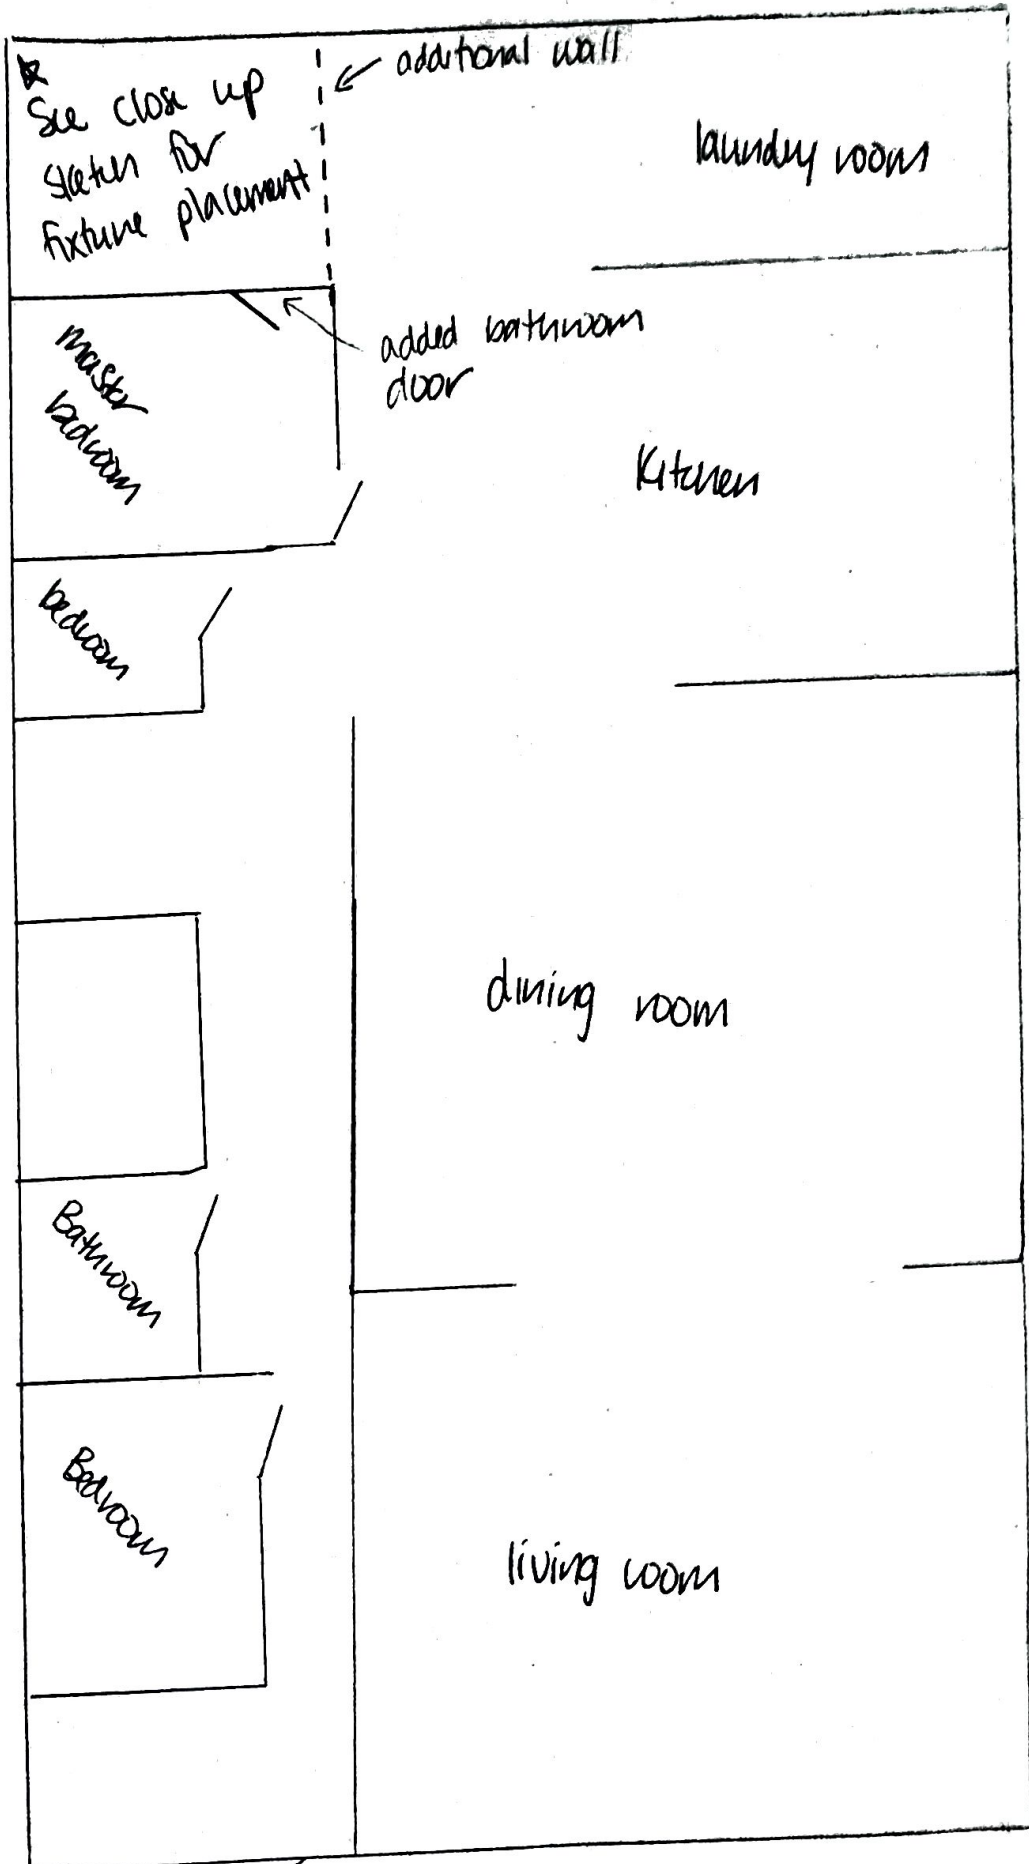 additional wall
See close up
sketch for
fixture placement
laundry room
added bathroom
door
master
bedroom
Kitchen
bedroom
dining room
Bathroom
Bedroom
living room